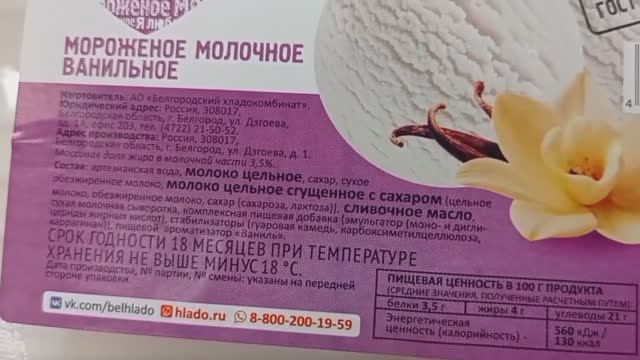 МОРОЖЕНОЕ МОЛОЧНОЕ
ВАНИЛЬНОЕ
ГОСТ
Изготовитель: АО «Белгородский хладокомбинат».
Юридический адрес: Россия, 308017,
Белгородская область, г. Белгород, ул. Дзгоева,
зд. 1А, офис 203, тел. (4722) 21-50-52.
Адрес производства: Россия, 308017,
Белгородская область, г. Белгород, ул. Дзгоева, д. 1.
Массовая доля жира в молочной части 3,5%.
Состав: артезианская вода, молоко цельное, сахар, сухое
обезжиренное молоко, молоко цельное сгущенное с сахаром (цельное
молоко, обезжиренное молоко, сахар (сахароза, лактоза)), сливочное масло,
сухая молочная сыворотка, комплексная пищевая добавка (эмульгатор (моно- и дигли-
цериды жирных кислот), стабилизаторы (гуаровая камедь, карбоксиметилцеллюлоза,
каррагинан)), пищевой ароматизатор «Ваниль».
СРОК ГОДНОСТИ 18 МЕСЯЦЕВ ПРИ ТЕМПЕРАТУРЕ
ХРАНЕНИЯ НЕ ВЫШЕ МИНУС 18 °С.
Дата производства, № партии, № смены: указаны на передней
стороне упаковки.
vk.com/belhlado hlado.ru 8-800-200-19-59
ПИЩЕВАЯ ЦЕННОСТЬ В 100 Г ПРОДУКТА
(СРЕДНИЕ ЗНАЧЕНИЯ, ПОЛУЧЕННЫЕ РАСЧЕТНЫМ ПУТЕМ)
белки 3,5 г жиры 4 г углеводы 21 г
Энергетическая
ценность (калорийность) - 560 кДж /
130 ккал